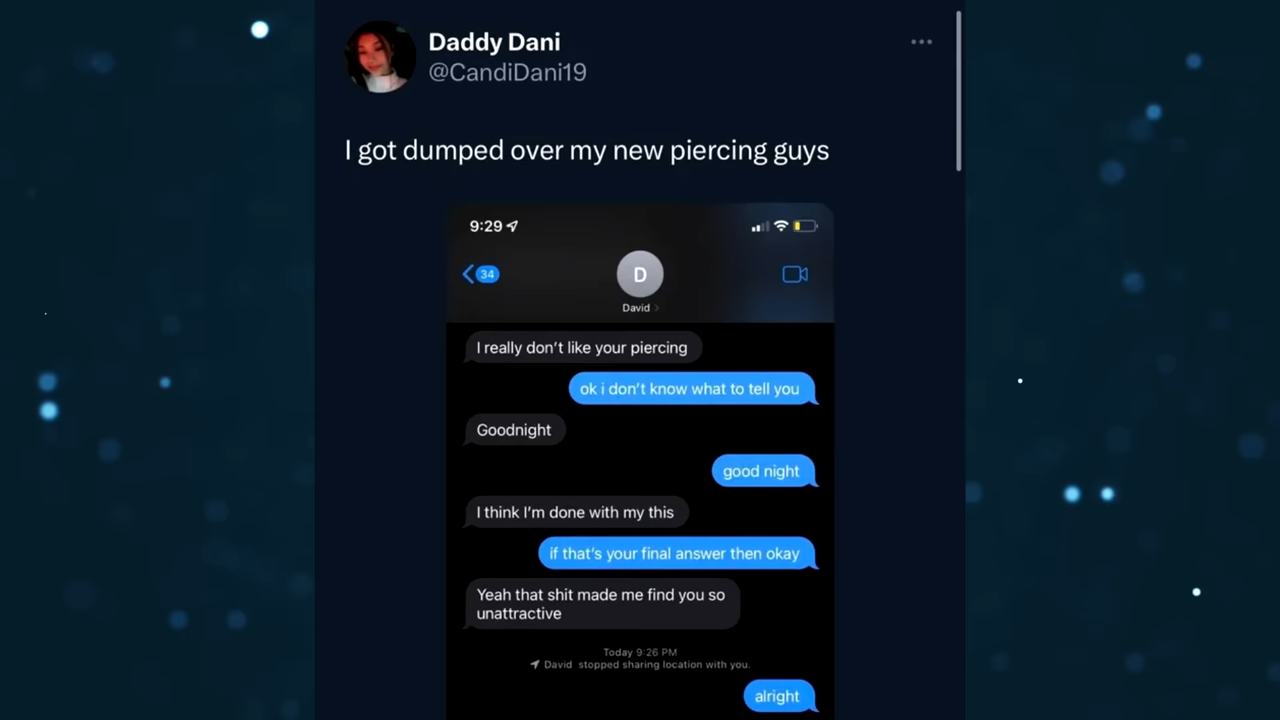 Daddy Dani
@CandiDani19
I got dumped over my new piercing guys
9:29
34
D
David
I really don't like your piercing
ok i don't know what to tell you
Goodnight
good night
I think I'm done with my this
if that's your final answer then okay
Yeah that shit made me find you so
unattractive
Today 9:26 PM
David stopped sharing location with you.
alright